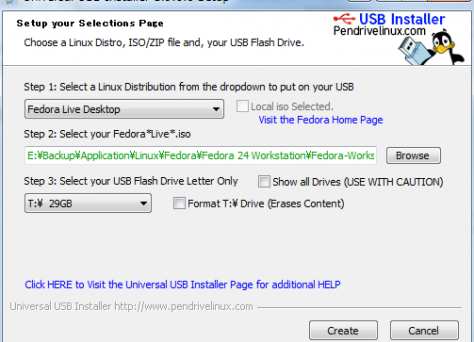 Setup your Selections Page
Choose a Linux Distro, ISO/ZIP file and, your USB Flash Drive.
USB Installer
Pendrivelinux.com
Step 1: Select a Linux Distribution from the dropdown to put on your USB
Fedora Live Desktop
Local iso Selected.
Visit the Fedora Home Page
Step 2: Select your Fedora*Live*.iso
E:¥Backup¥Application¥Linux¥Fedora¥Fedora 24 Workstation¥Fedora-Works
Browse
Step 3: Select your USB Flash Drive Letter Only
Show all Drives (USE WITH CAUTION)
T:¥ 29GB
Format T:¥ Drive (Erases Content)
Click HERE to Visit the Universal USB Installer Page for additional HELP
Universal USB Installer http://www.pendrivelinux.com
Create
Cancel